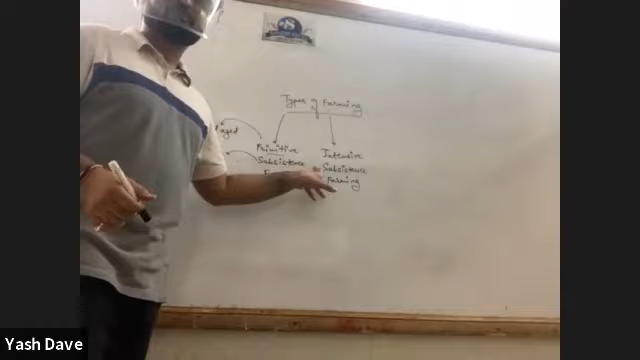 Types of Farming
Primitive
Subsistence
Intensive
Subsistence
Farming
Yash Dave